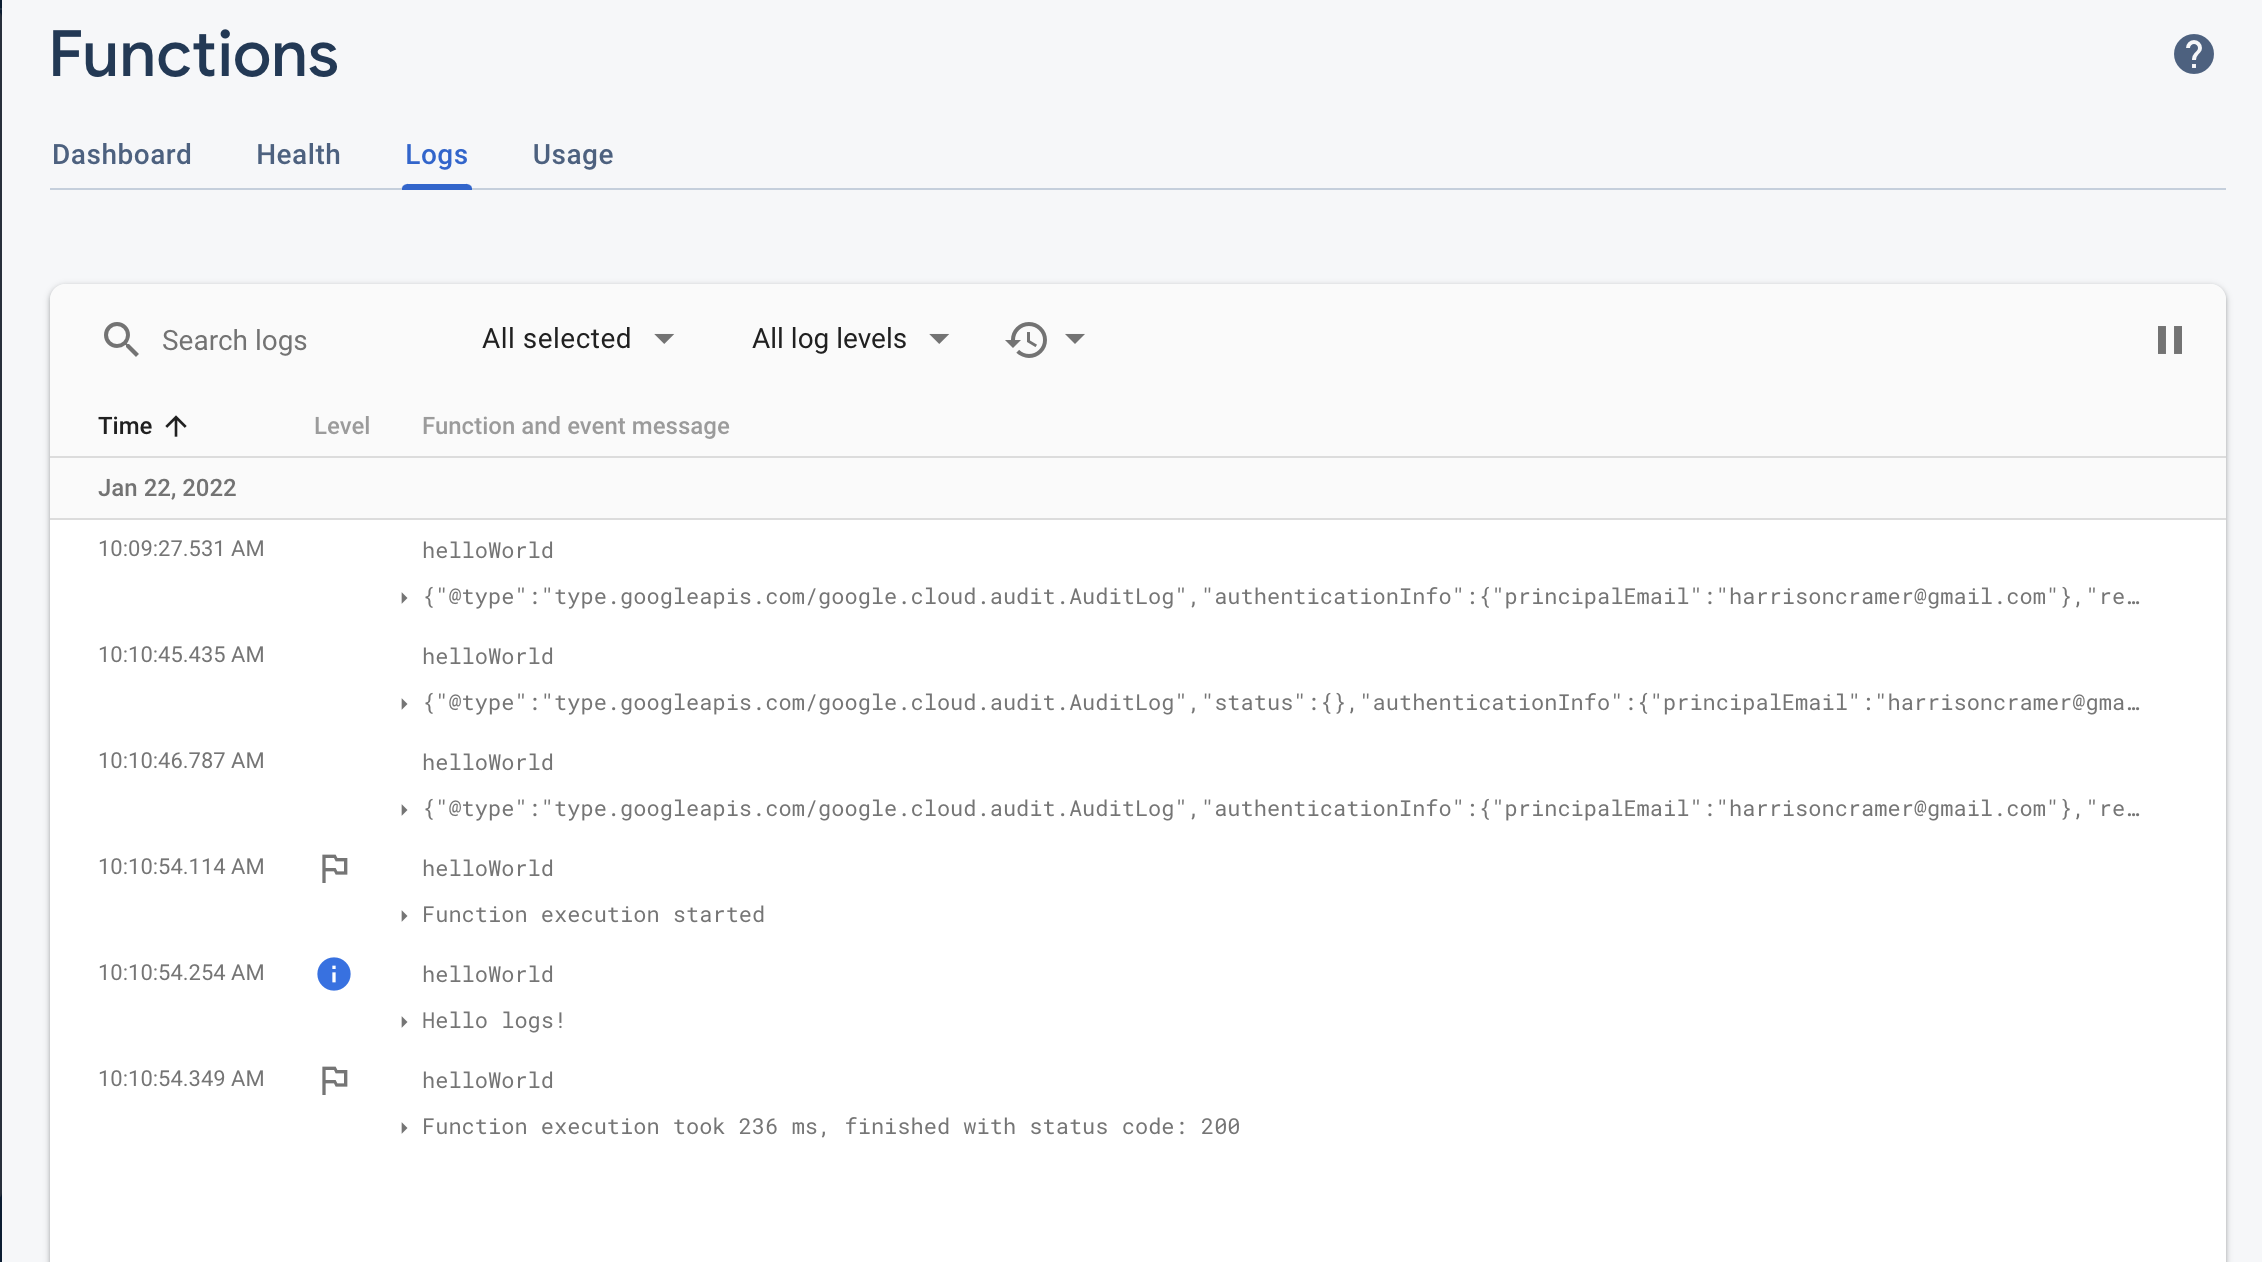 Functions
?
Dashboard Health Logs Usage
Search logs All selected All log levels
Time Level Function and event message
Jan 22, 2022
10:09:27.531 AM helloWorld
{"@type":"type.googleapis.com/google.cloud.audit.AuditLog","authenticationInfo":{"principalEmail":"harrisoncramer@gmail.com"},"re…
10:10:45.435 AM helloWorld
{"@type":"type.googleapis.com/google.cloud.audit.AuditLog","status":{},"authenticationInfo":{"principalEmail":"harrisoncramer@gma…
10:10:46.787 AM helloWorld
{"@type":"type.googleapis.com/google.cloud.audit.AuditLog","authenticationInfo":{"principalEmail":"harrisoncramer@gmail.com"},"re…
10:10:54.114 AM helloWorld
Function execution started
10:10:54.254 AM i helloWorld
Hello logs!
10:10:54.349 AM helloWorld
Function execution took 236 ms, finished with status code: 200